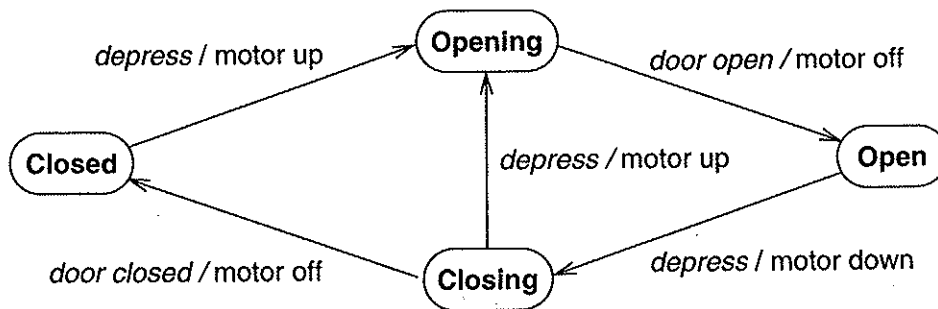 Opening
depress / motor up
door open / motor off
Closed
depress / motor up
Open
door closed / motor off
Closing
depress / motor down